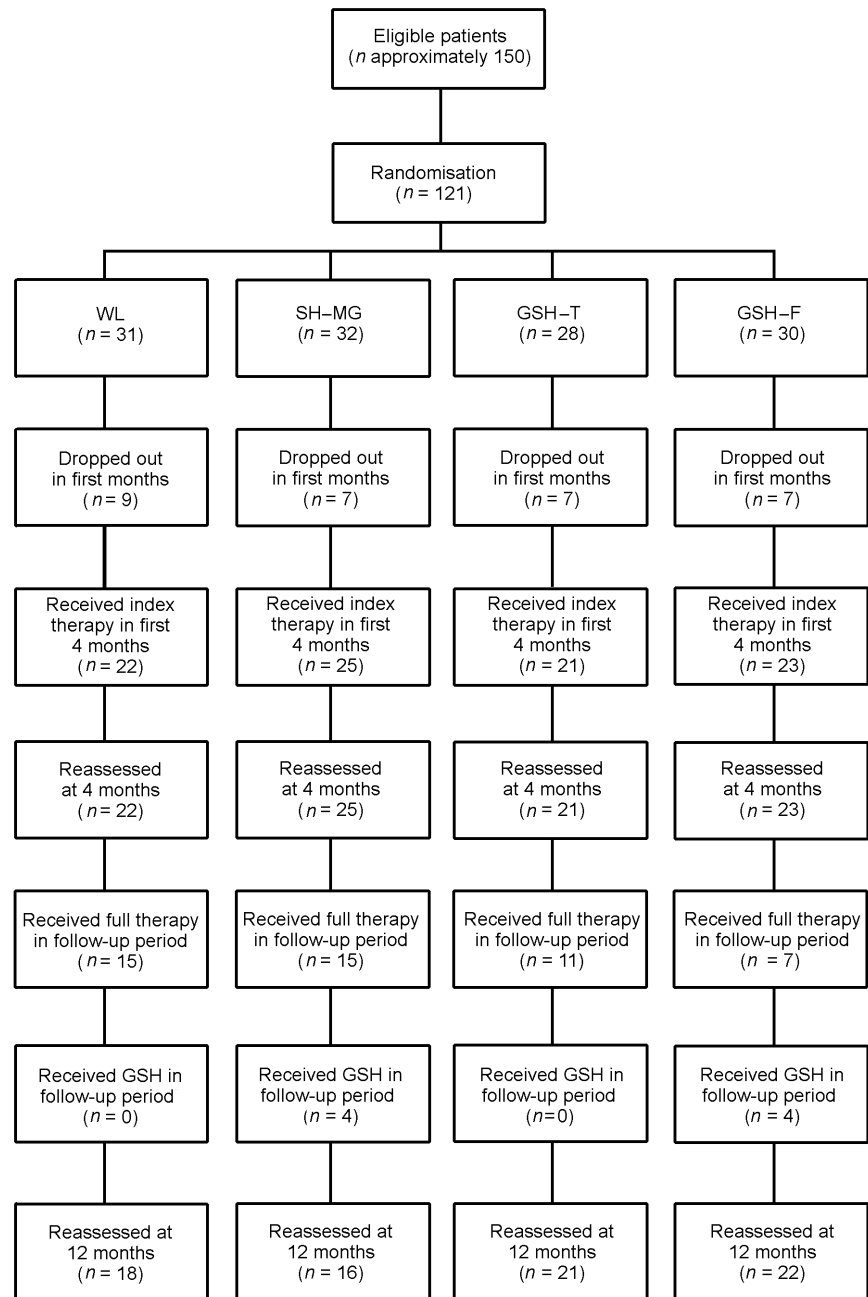 Eligible patients
(n approximately 150)
Randomisation
(n = 121)
WL
(n = 31)
SH–MG
(n = 32)
GSH–T
(n = 28)
GSH–F
(n = 30)
Dropped out
in first months
(n = 9)
Dropped out
in first months
(n = 7)
Dropped out
in first months
(n = 7)
Dropped out
in first months
(n = 7)
Received index
therapy in first
4 months
(n = 22)
Received index
therapy in first
4 months
(n = 25)
Received index
therapy in first
4 months
(n = 21)
Received index
therapy in first
4 months
(n = 23)
Reassessed
at 4 months
(n = 22)
Reassessed
at 4 months
(n = 25)
Reassessed
at 4 months
(n = 21)
Reassessed
at 4 months
(n = 23)
Received full therapy
in follow-up period
(n = 15)
Received full therapy
in follow-up period
(n = 15)
Received full therapy
in follow-up period
(n = 11)
Received full therapy
in follow-up period
(n = 7)
Received GSH in
follow-up period
(n = 0)
Received GSH in
follow-up period
(n = 4)
Received GSH in
follow-up period
(n=0)
Received GSH in
follow-up period
(n = 4)
Reassessed at
12 months
(n = 18)
Reassessed at
12 months
(n = 16)
Reassessed at
12 months
(n = 21)
Reassessed at
12 months
(n = 22)